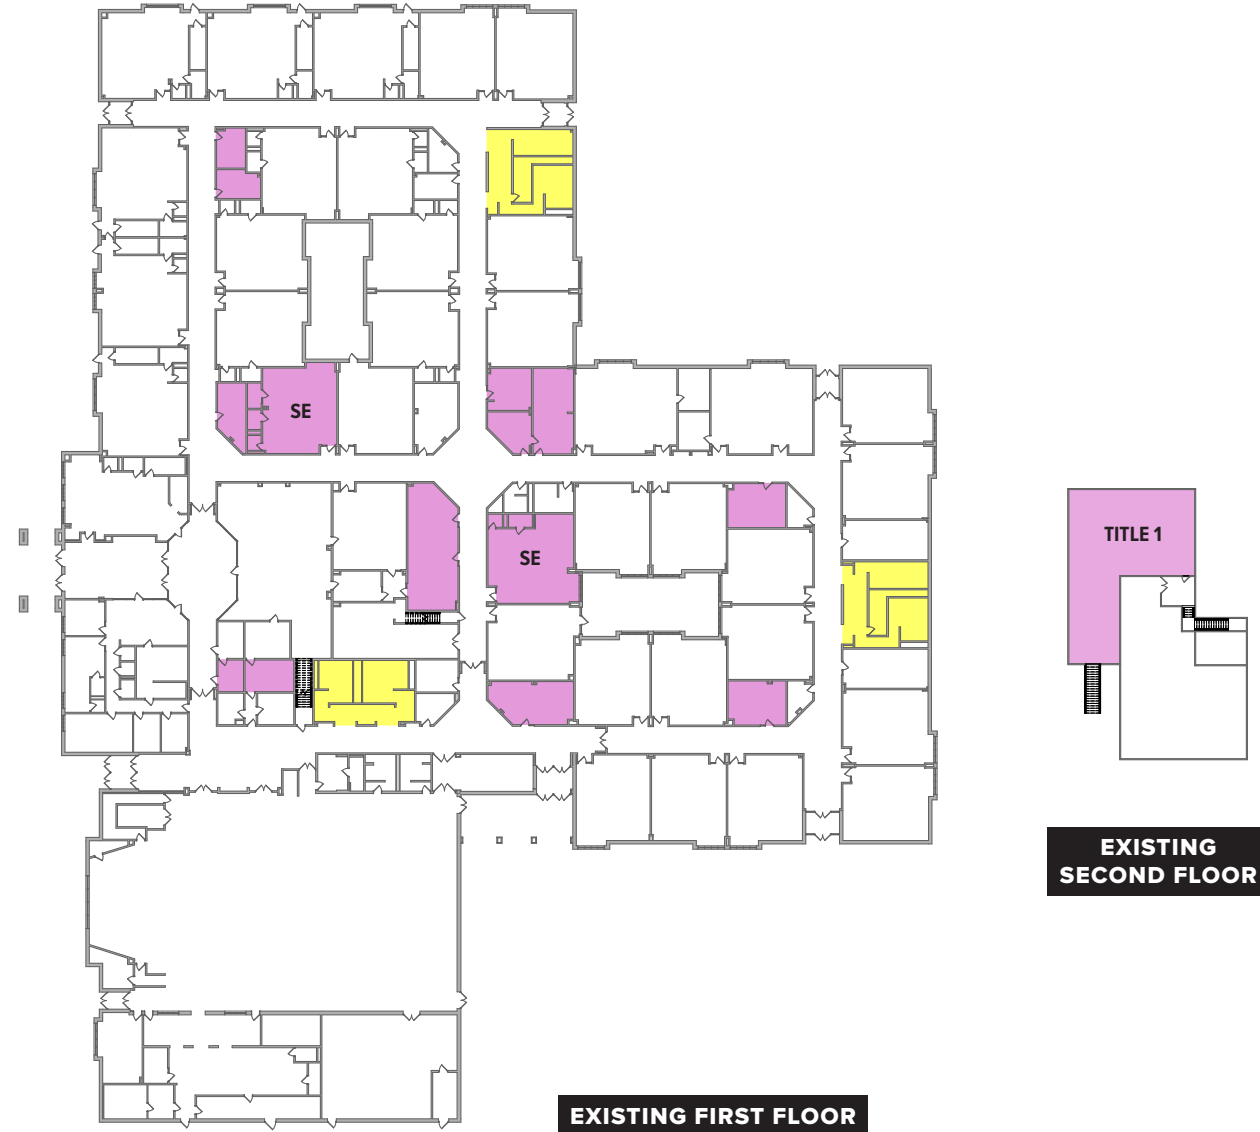 SE
SE
TITLE 1
EXISTING
SECOND FLOOR
EXISTING FIRST FLOOR